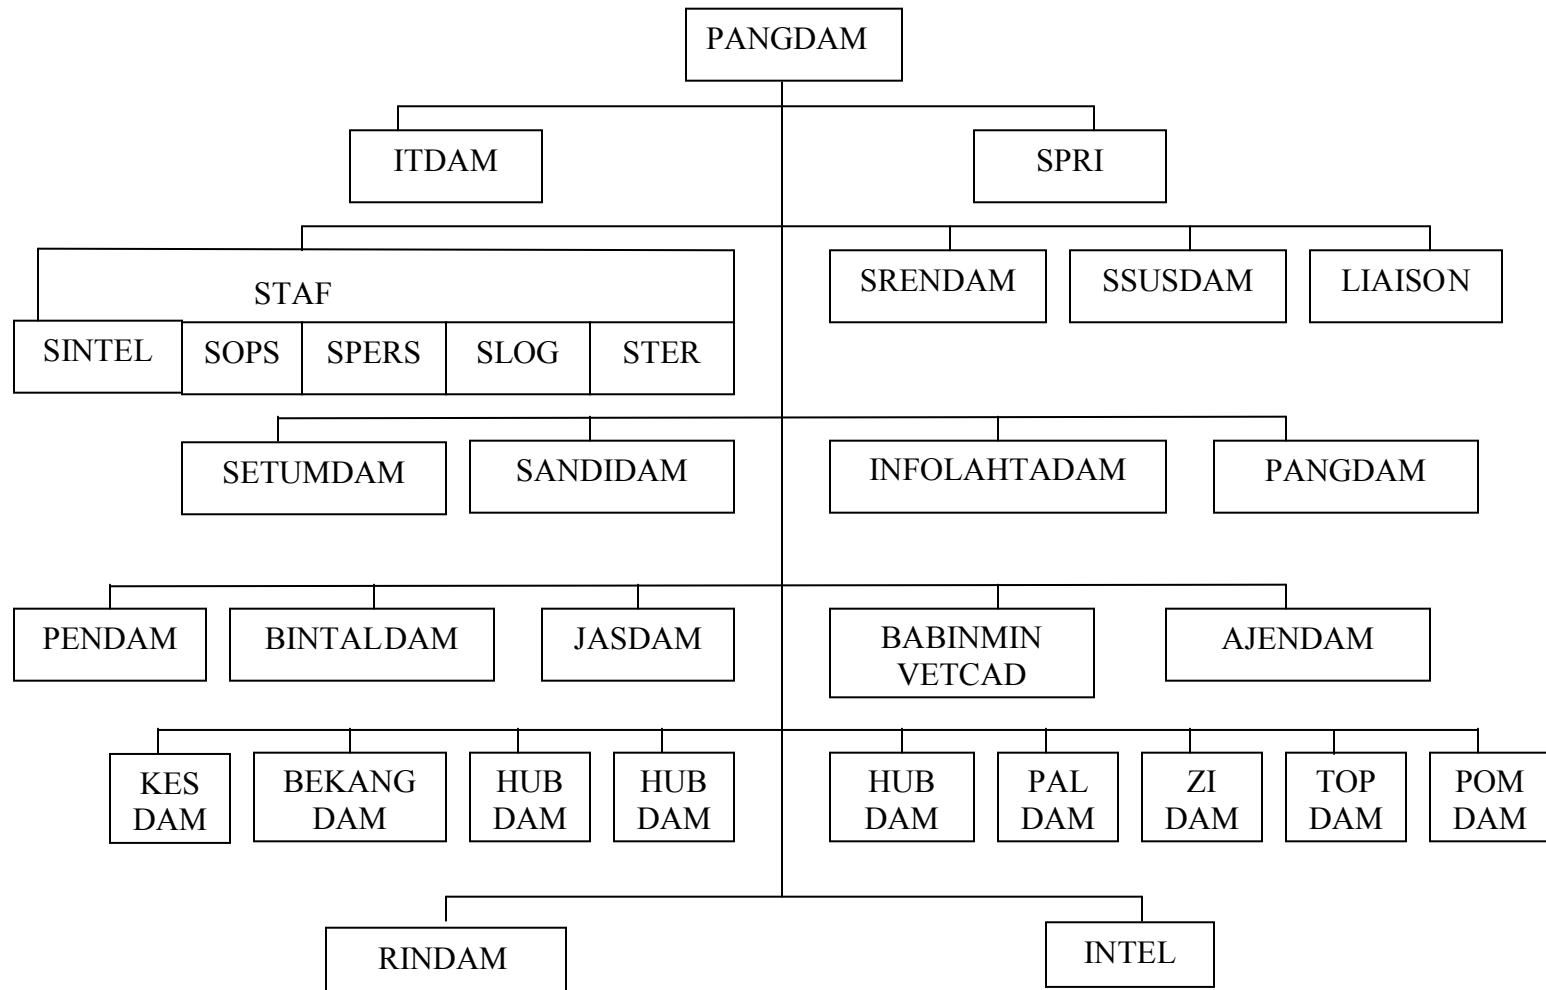 PANGDAM
ITDAM
SPRI
STAF
SRENDAM
SSUSDAM
LIAISON
SINTEL
SOPS
SPERS
SLOG
STER
SETUMDAM
SANDIDAM
INFOLAHTADAM
PANGDAM
PENDAM
BINTALDAM
JASDAM
BABINMIN
VETCAD
AJENDAM
KES
DAM
BEKANG
DAM
HUB
DAM
HUB
DAM
HUB
DAM
PAL
DAM
ZI
DAM
TOP
DAM
POM
DAM
RINDAM
INTEL